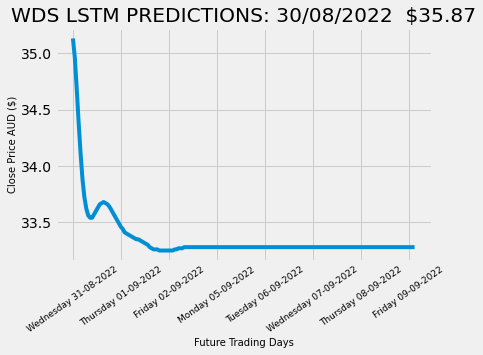 WDS LSTM PREDICTIONS: 30/08/2022  $35.87
35.0
34.5
34.0
33.5
Close Price AUD ($)
Wednesday 31-08-2022
Thursday 01-09-2022
Friday 02-09-2022
Monday 05-09-2022
Tuesday 06-09-2022
Wednesday 07-09-2022
Thursday 08-09-2022
Friday 09-09-2022
Future Trading Days